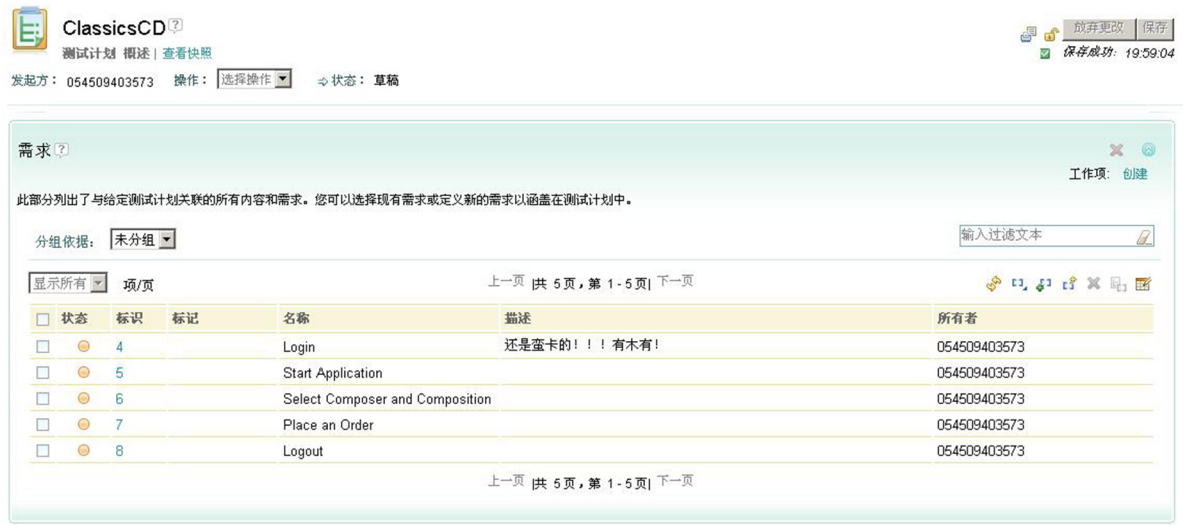 ClassicsCD ?
放弃更改 保存
测试计划 概述 | 查看快照
保存成功: 19:59:04
发起方: 054509403573 操作: 选择操作 状态: 草稿
需求 ?
工作项: 创建
此部分列出了与给定测试计划关联的所有内容和需求。您可以选择现有需求或定义新的需求以涵盖在测试计划中。
分组依据: 未分组 输入过滤文本
显示所有 项/页 上一页 |共 5页,第 1-5页| 下一页
状态 标识 标记 名称 描述 所有者
4 Login 还是蛮卡的!!!有木有! 054509403573
5 Start Application 054509403573
6 Select Composer and Composition 054509403573
7 Place an Order 054509403573
8 Logout 054509403573
上一页 |共 5页,第 1-5页| 下一页